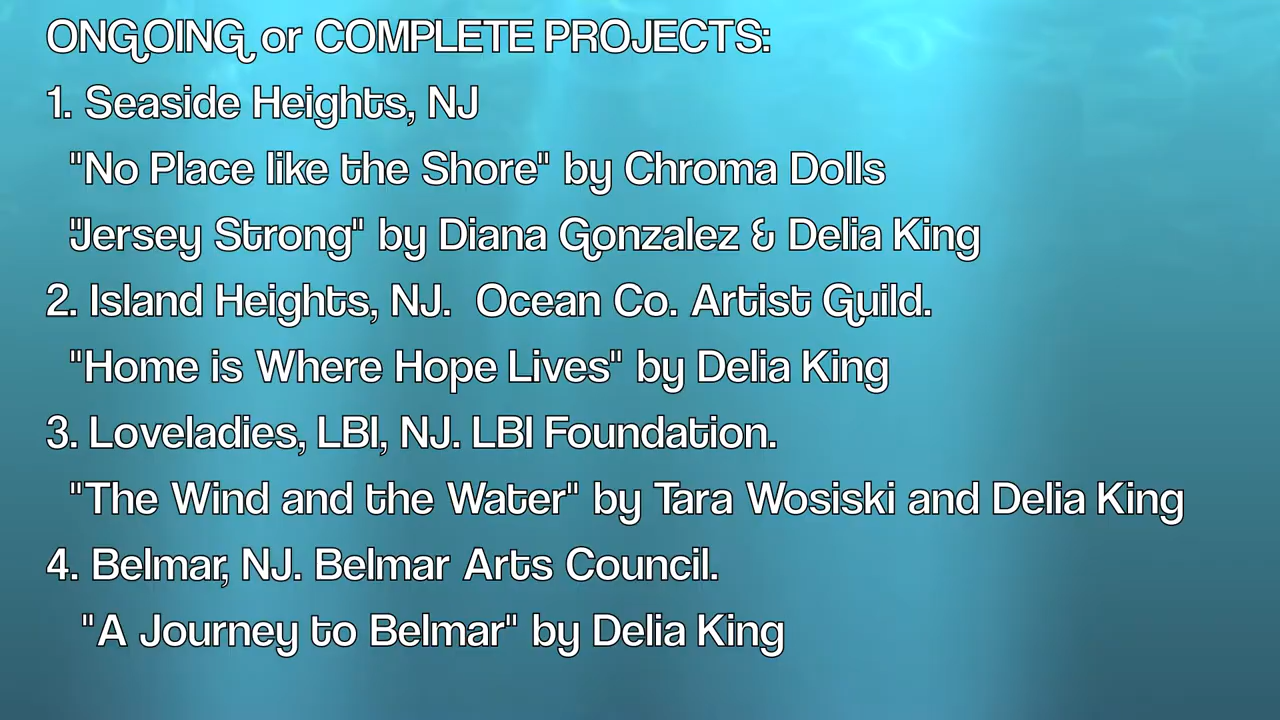 ONGOING or COMPLETE PROJECTS:
1. Seaside Heights, NJ
"No Place like the Shore" by Chroma Dolls
"Jersey Strong" by Diana Gonzalez & Delia King
2. Island Heights, NJ. Ocean Co. Artist Guild.
"Home is Where Hope Lives" by Delia King
3. Loveladies, LBI, NJ. LBI Foundation.
"The Wind and the Water" by Tara Wosiski and Delia King
4. Belmar, NJ. Belmar Arts Council.
"A Journey to Belmar" by Delia King